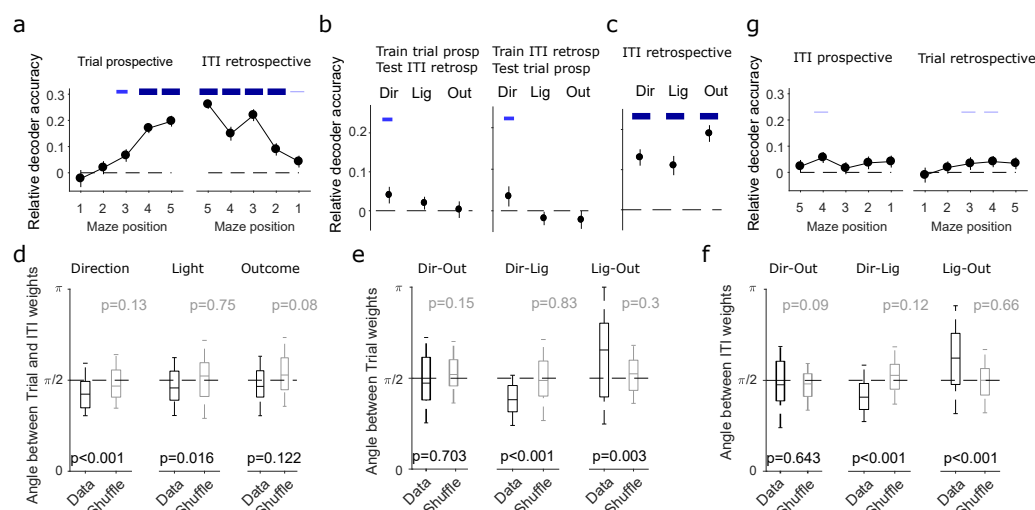 a
Trial prospective
ITI retrospective
Relative decoder accuracy
0.3
0.2
0.1
0
1 2 3 4 5
5 4 3 2 1
Maze position
Maze position
b
Train trial prosp
Test ITI retrosp
Train ITI retrosp
Test trial prosp
Dir Lig Out
Dir Lig Out
Relative decoder accuracy
0.2
0.1
0
c
ITI retrospective
Dir Lig Out
g
ITI prospective
Trial retrospective
Relative decoder accuracy
0.3
0.2
0.1
0
5 4 3 2 1
1 2 3 4 5
Maze position
Maze position
d
Direction
Light
Outcome
Angle between Trial and ITI weights
π
π/2
0
p=0.13
p=0.75
p=0.08
p<0.001
p=0.016
p=0.122
Data
Shuffle
Data
Shuffle
Data
Shuffle
e
Dir-Out
Dir-Lig
Lig-Out
Angle between Trial weights
π
π/2
0
p=0.15
p=0.83
p=0.3
p=0.703
p<0.001
p=0.003
Data
Shuffle
Data
Shuffle
Data
Shuffle
f
Dir-Out
Dir-Lig
Lig-Out
Angle between ITI weights
π
π/2
0
p=0.09
p=0.12
p=0.66
p=0.643
p<0.001
p<0.001
Data
Shuffle
Data
Shuffle
Data
Shuffle